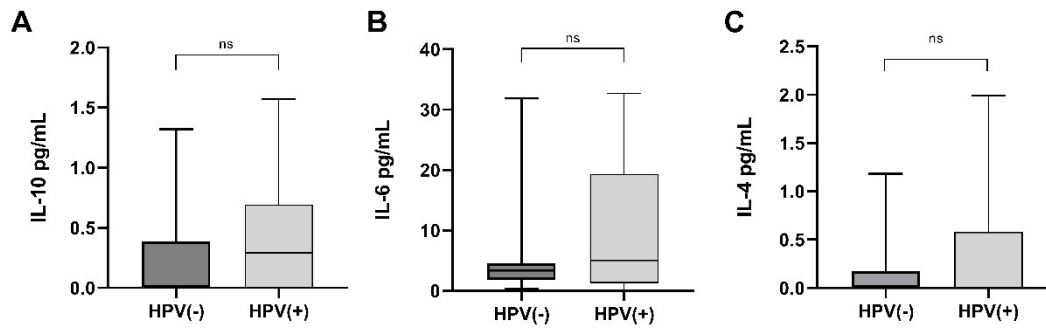 A
IL-10 pg/mL
2.0
1.5
1.0
0.5
0.0
ns
HPV(-) HPV(+)
B
IL-6 pg/mL
40
30
20
10
0
ns
HPV(-) HPV(+)
C
IL-4 pg/mL
2.5
2.0
1.5
1.0
0.5
0.0
ns
HPV(-) HPV(+)